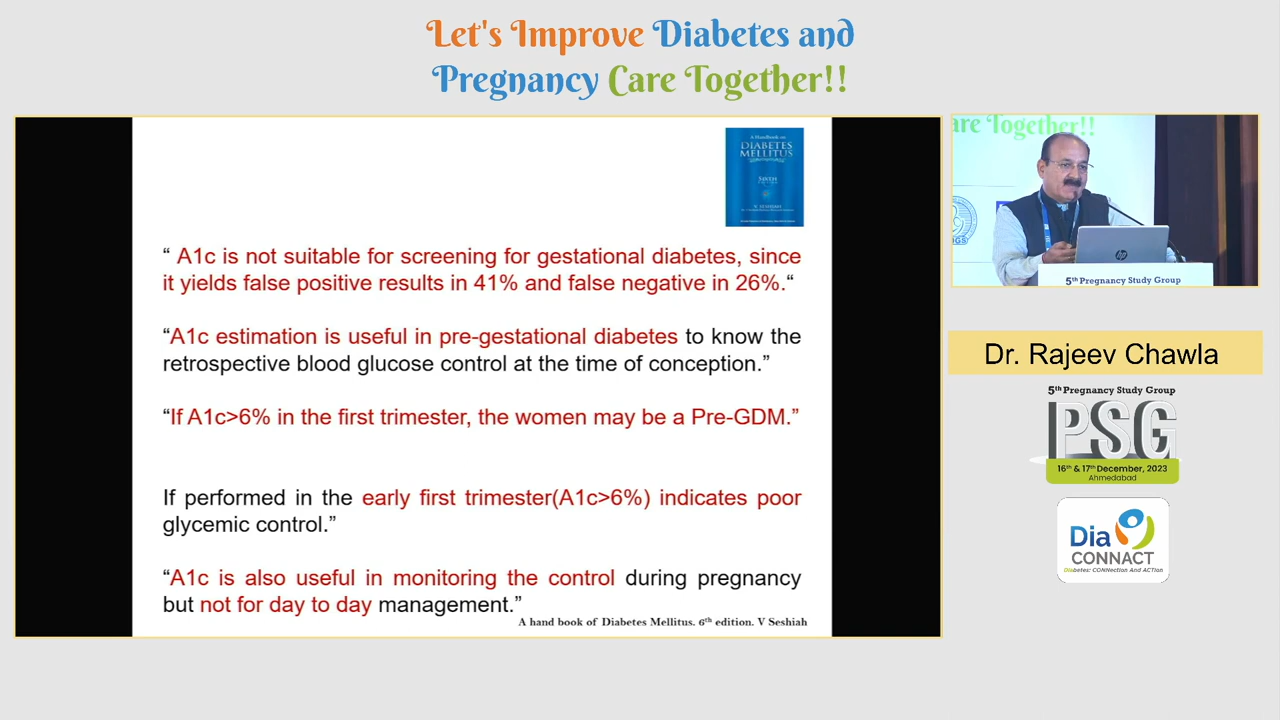 Let's Improve Diabetes and
Pregnancy Care Together!!
A Handbook on
DIABETES
MELLITUS
“ A1c is not suitable for screening for gestational diabetes, since
it yields false positive results in 41% and false negative in 26%.“
“A1c estimation is useful in pre-gestational diabetes to know the
retrospective blood glucose control at the time of conception.”
“If A1c>6% in the first trimester, the women may be a Pre-GDM.”
If performed in the early first trimester(A1c>6%) indicates poor
glycemic control.”
“A1c is also useful in monitoring the control during pregnancy
but not for day to day management.”
A hand book of Diabetes Mellitus. 6th edition. V Seshiah
are Together!!
hp
5th Pregnancy Study Group
Dr. Rajeev Chawla
5th Pregnancy Study Group
PSG
16th & 17th December, 2023
Ahmedabad
Dia
CONNACT
Diabetes: CONNection And ACTion